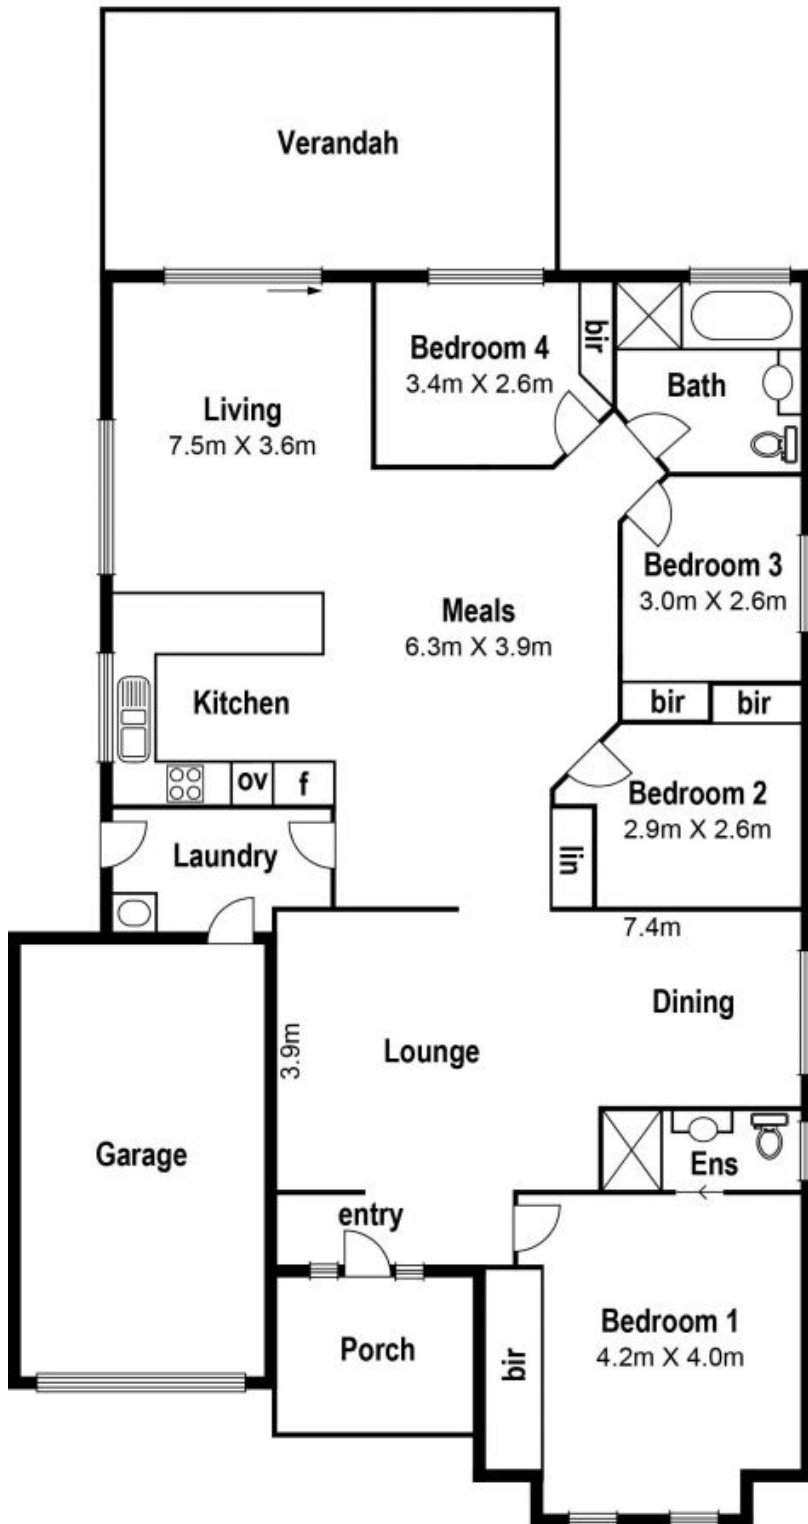 Verandah
Bedroom 4
3.4m X 2.6m
bir
Living
7.5m X 3.6m
Bath
Bedroom 3
3.0m X 2.6m
Meals
6.3m X 3.9m
Kitchen
bir
bir
ov
f
Bedroom 2
2.9m X 2.6m
Laundry
lin
7.4m
Dining
3.9m
Lounge
Garage
Ens
entry
Bedroom 1
4.2m X 4.0m
Porch
bir